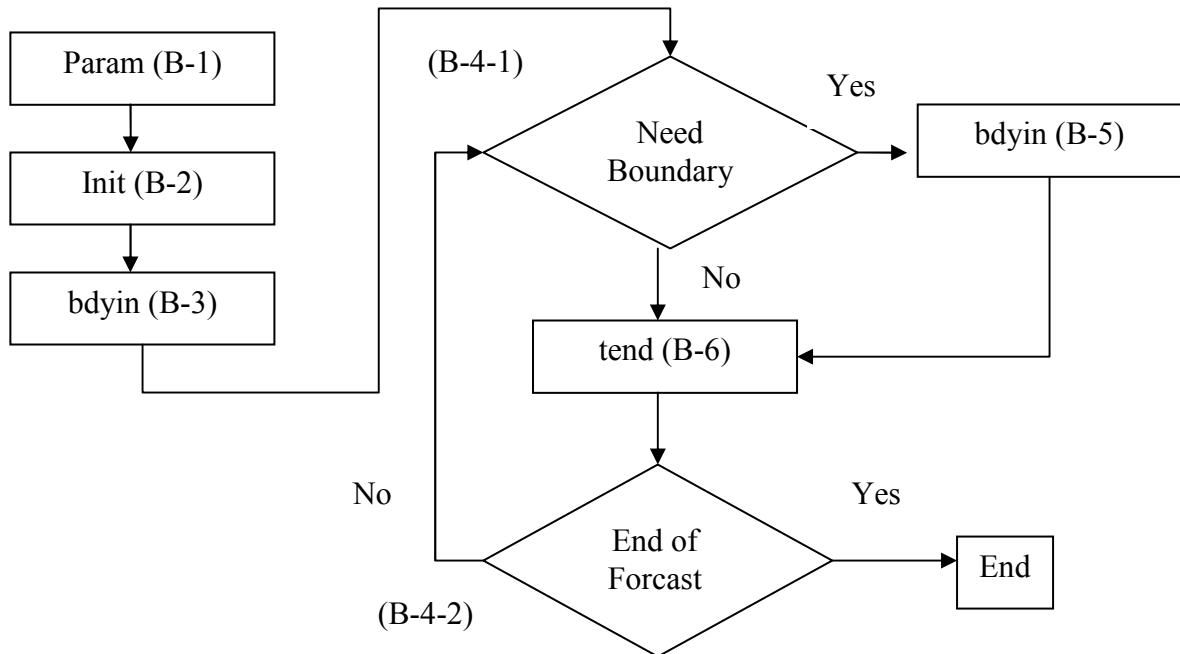 Param (B-1)
Init (B-2)
bdyin (B-3)
(B-4-1)
Need
Boundary
Yes
bdyin (B-5)
No
tend (B-6)
No
End of
Forcast
Yes
End
(B-4-2)